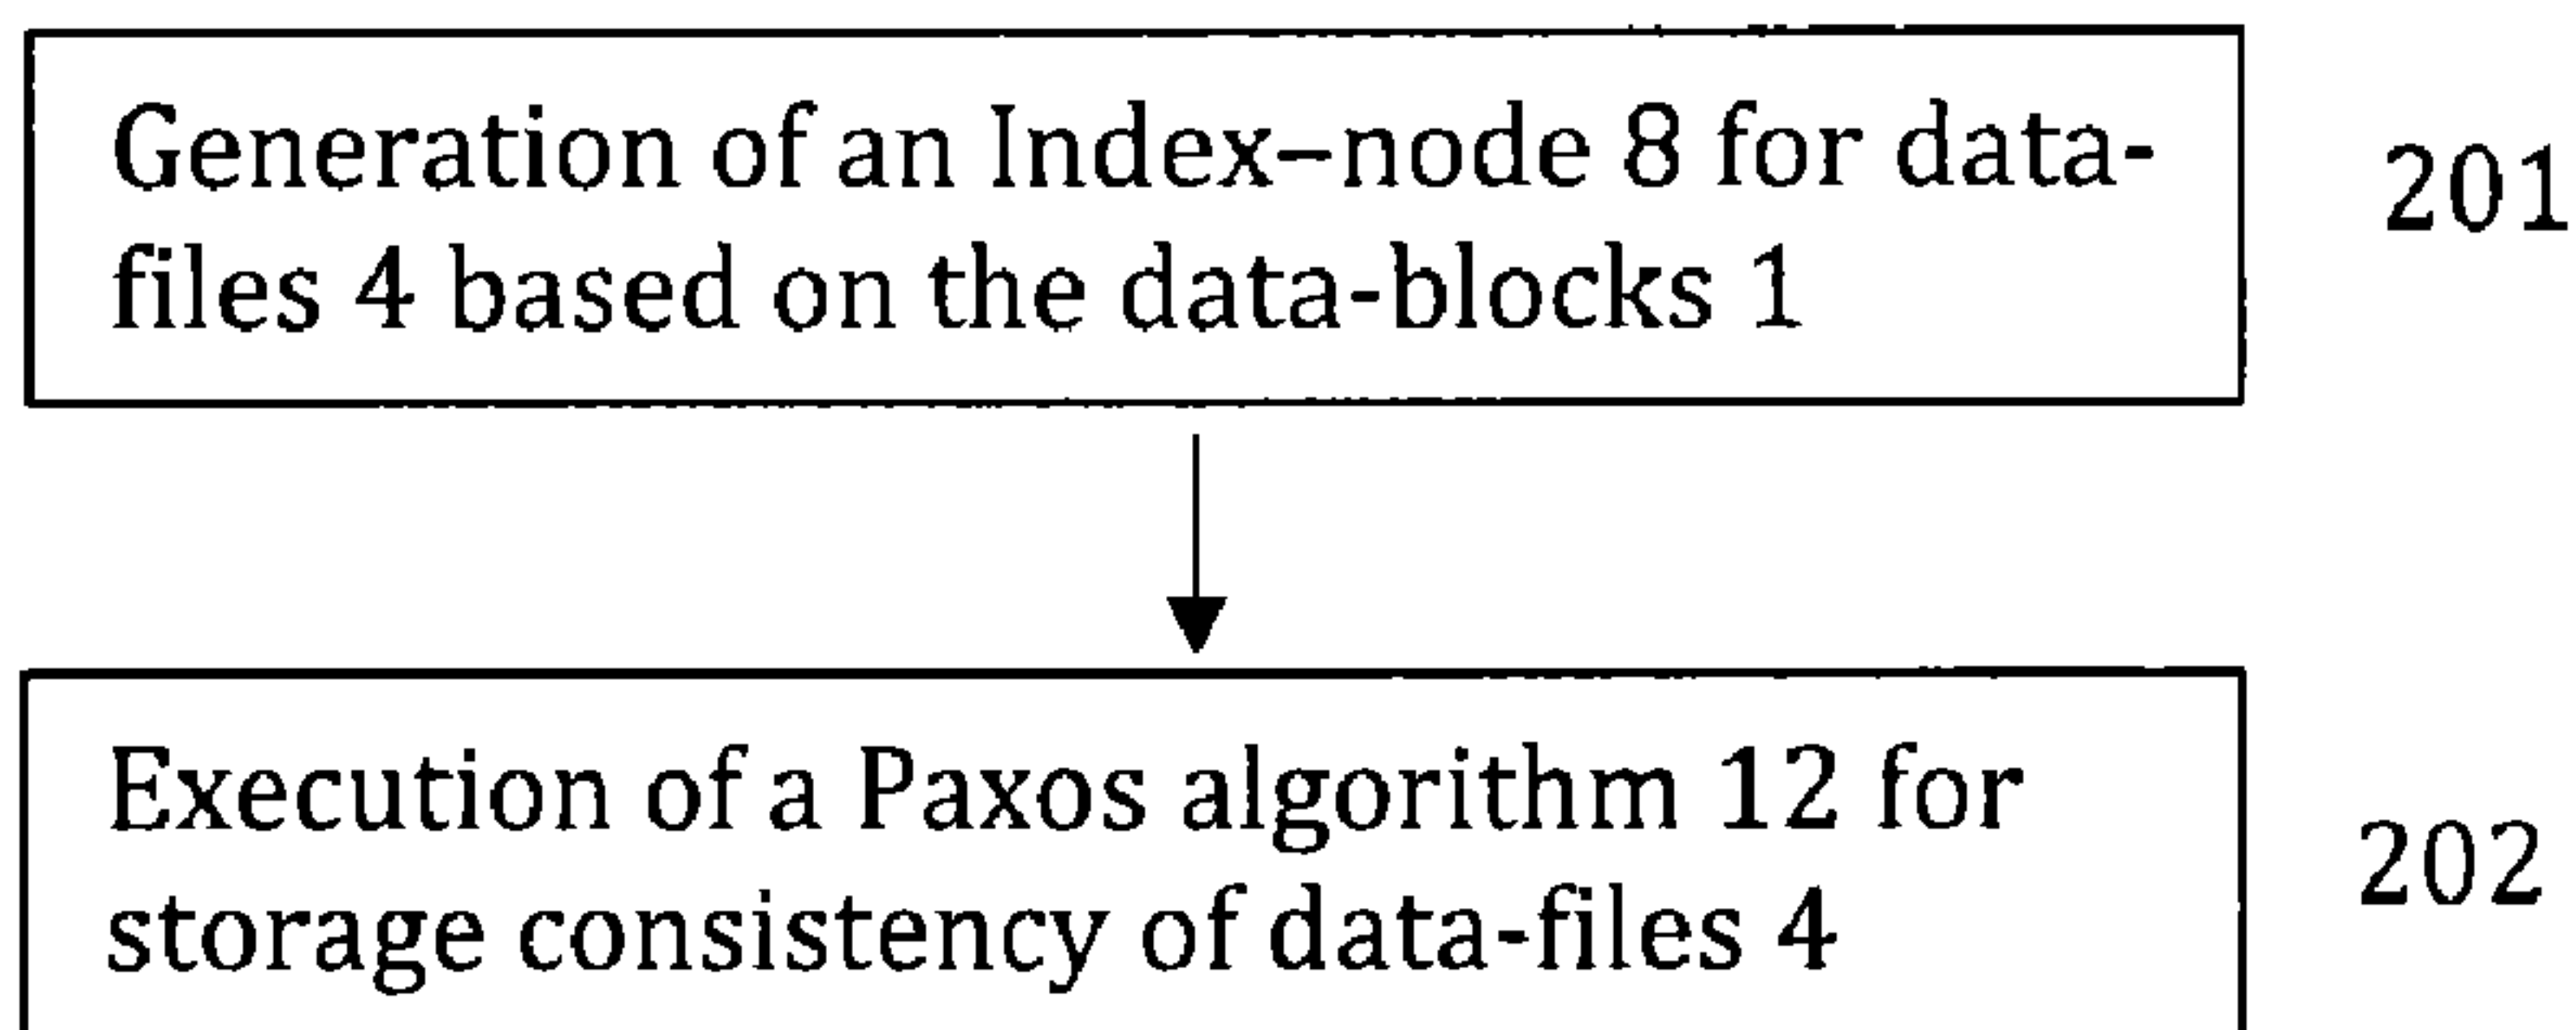 Generation of an Index–node 8 for data-
files 4 based on the data-blocks 1
201
Execution of a Paxos algorithm 12 for
storage consistency of data-files 4
202